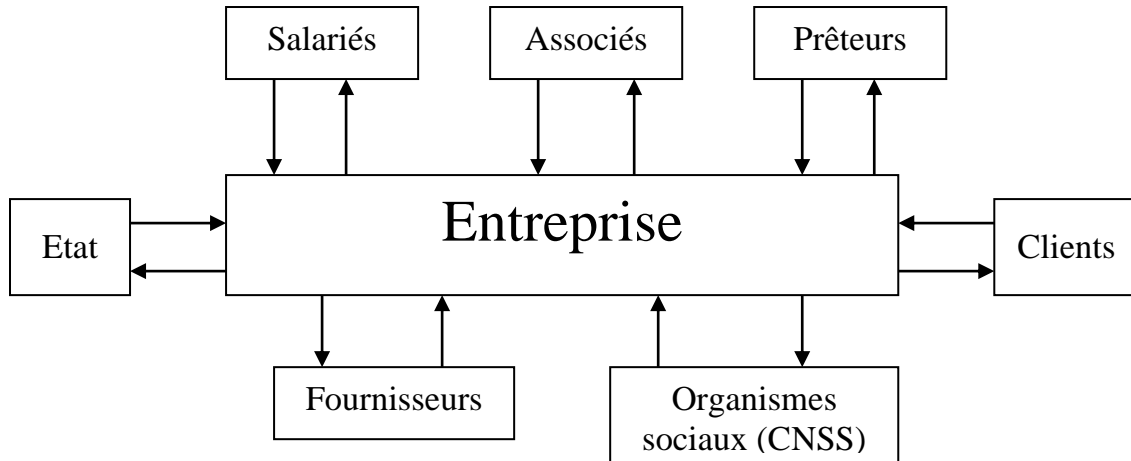 Salariés
Associés
Prêteurs
Entreprise
Etat
Clients
Fournisseurs
Organismes
sociaux (CNSS)